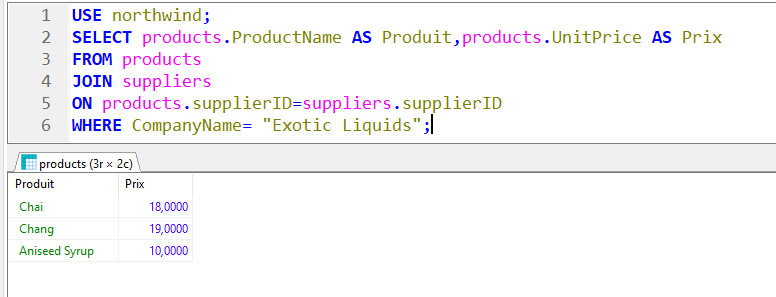 1 USE northwind;
2 SELECT products.ProductName AS Produit,products.UnitPrice AS Prix
3 FROM products
4 JOIN suppliers
5 ON products.supplierID=suppliers.supplierID
6 WHERE CompanyName= "Exotic Liquids";
products (3r × 2c)
Produit Prix
Chai 18,0000
Chang 19,0000
Aniseed Syrup 10,0000